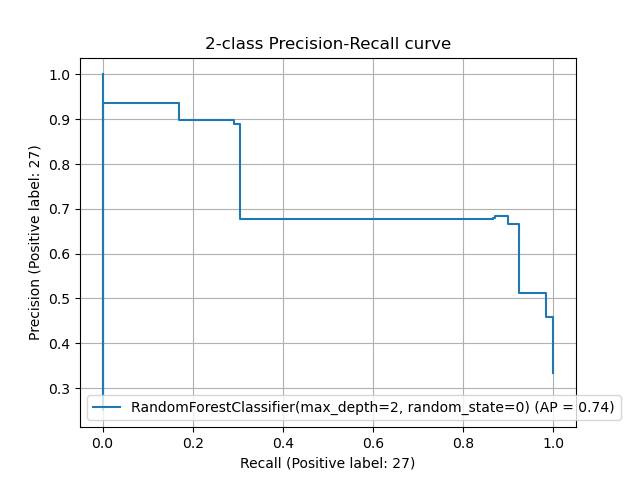 2-class Precision-Recall curve
1.0
0.9
0.8
0.7
0.6
0.5
0.4
0.3
Precision (Positive label: 27)
RandomForestClassifier(max_depth=2, random_state=0) (AP = 0.74)
0.0 0.2 0.4 0.6 0.8 1.0
Recall (Positive label: 27)